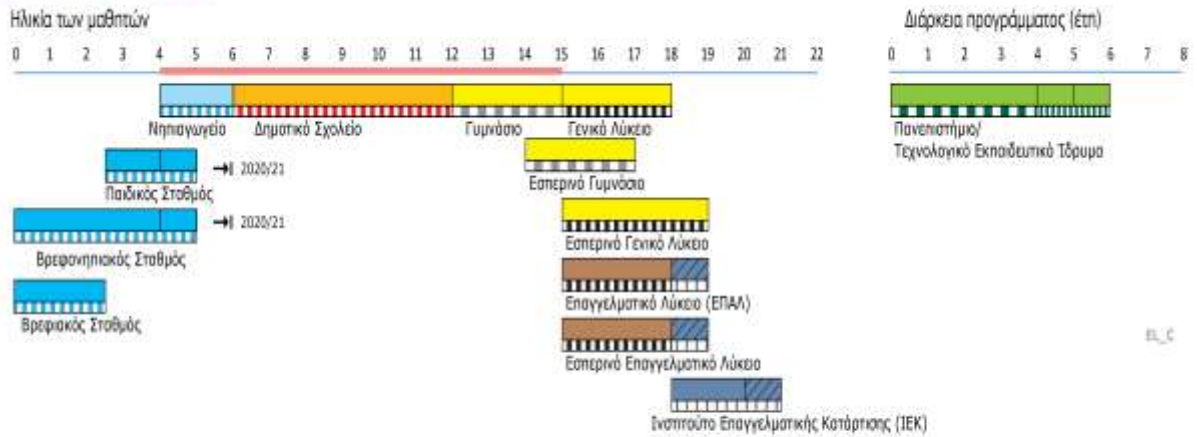 Ηλικία των μαθητών
Διάρκεια προγράμματος (έτη)
0 1 2 3 4 5 6 7 8 9 10 11 12 13 14 15 16 17 18 19 20 21 22
0 1 2 3 4 5 6 7 8
Νηπιαγωγείο Δημοτικό Σχολείο Γυμνάσιο Γενικό Λύκειο
Πανεπιστήμιο/
Τεχνολογικό Εκπαιδευτικό Ίδρυμα
2020/21
Παιδικός Σταθμός
Εσπερινό Γυμνάσιο
2020/21
Βρεφονηπιακός Σταθμός
Εσπερινό Γενικό Λύκειο
Βρεφιακός Σταθμός
Επαγγελματικό Λύκειο (ΕΠΑΛ)
Εσπερινό Επαγγελματικό Λύκειο
EL_C
Ινστιτούτο Επαγγελματικής Κατάρτισης (ΙΕΚ)